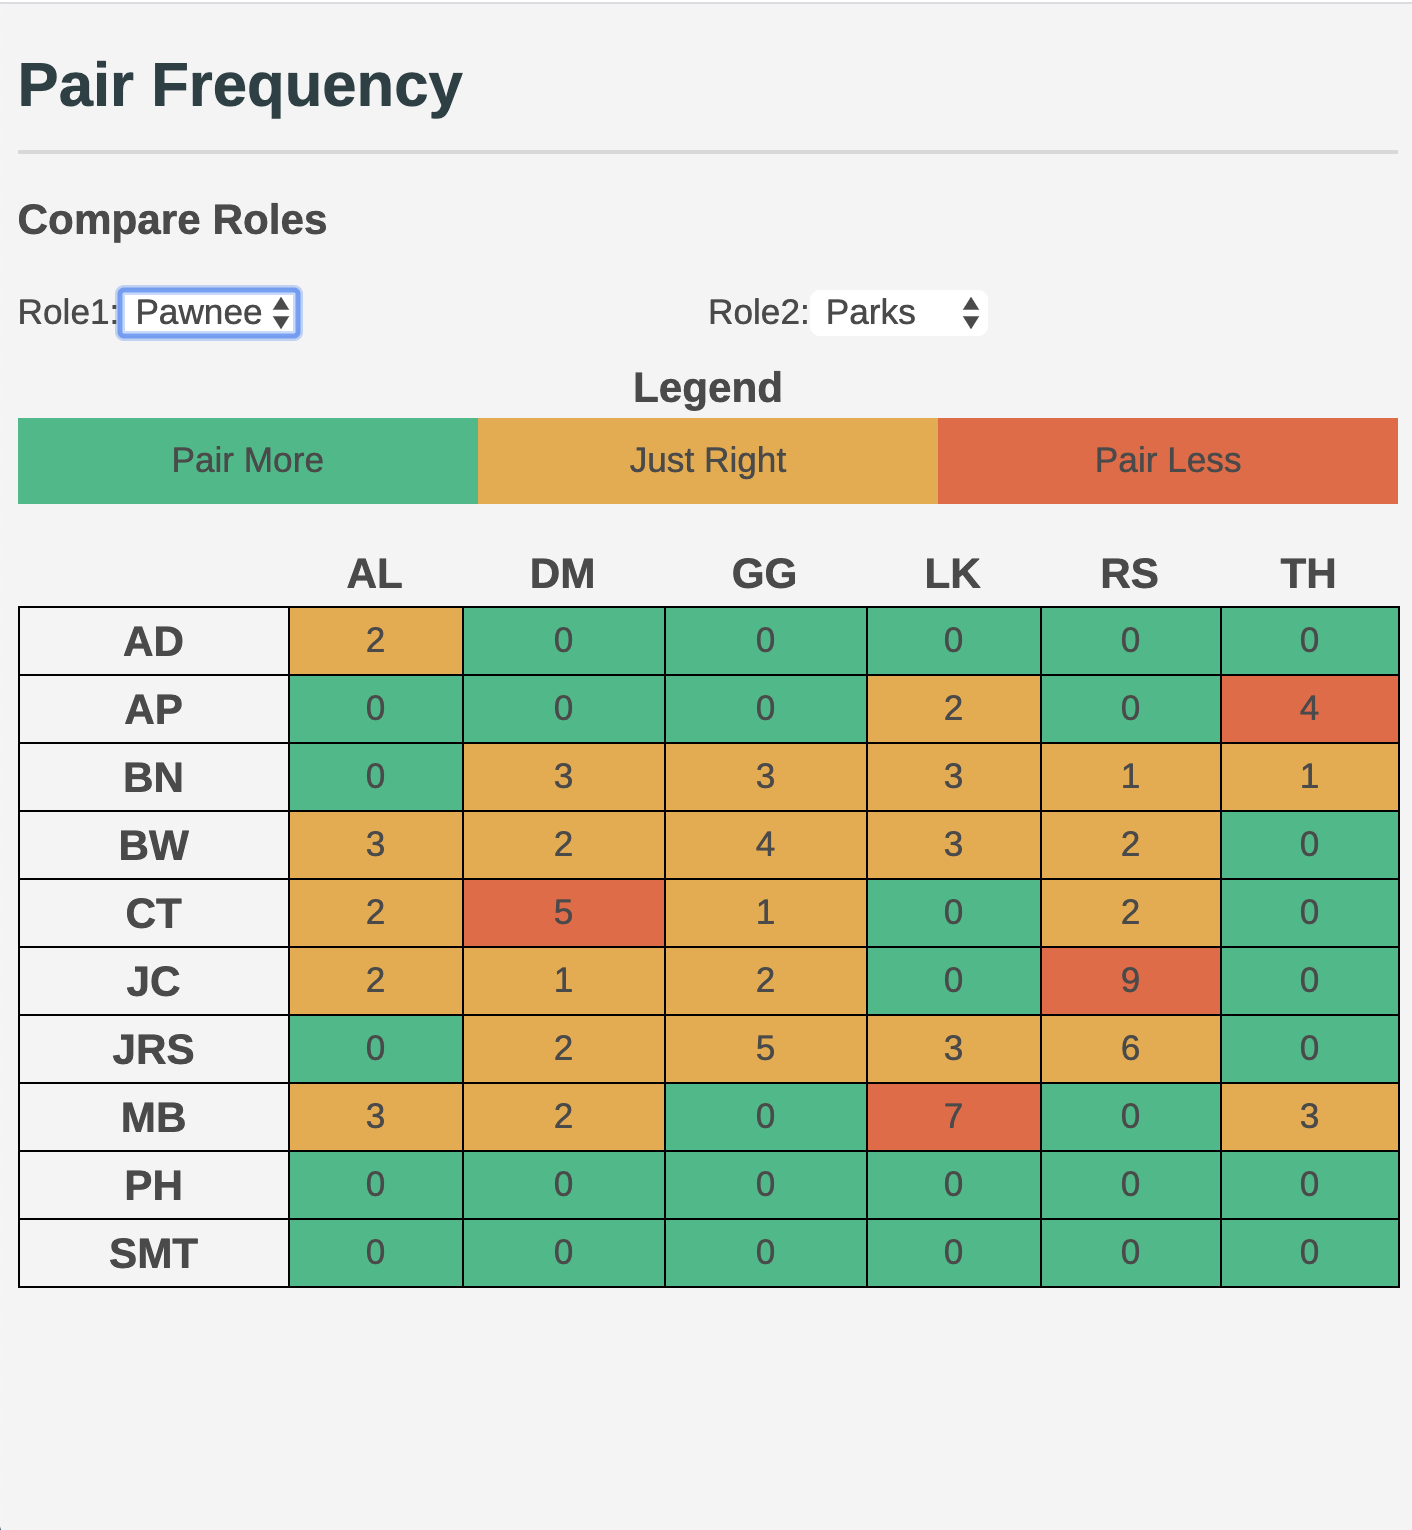 Pair Frequency
Compare Roles
Role1: Pawnee Role2: Parks
Legend
Pair More Just Right Pair Less
AL DM GG LK RS TH
AD 2 0 0 0 0 0
AP 0 0 0 2 0 4
BN 0 3 3 3 1 1
BW 3 2 4 3 2 0
CT 2 5 1 0 2 0
JC 2 1 2 0 9 0
JRS 0 2 5 3 6 0
MB 3 2 0 7 0 3
PH 0 0 0 0 0 0
SMT 0 0 0 0 0 0